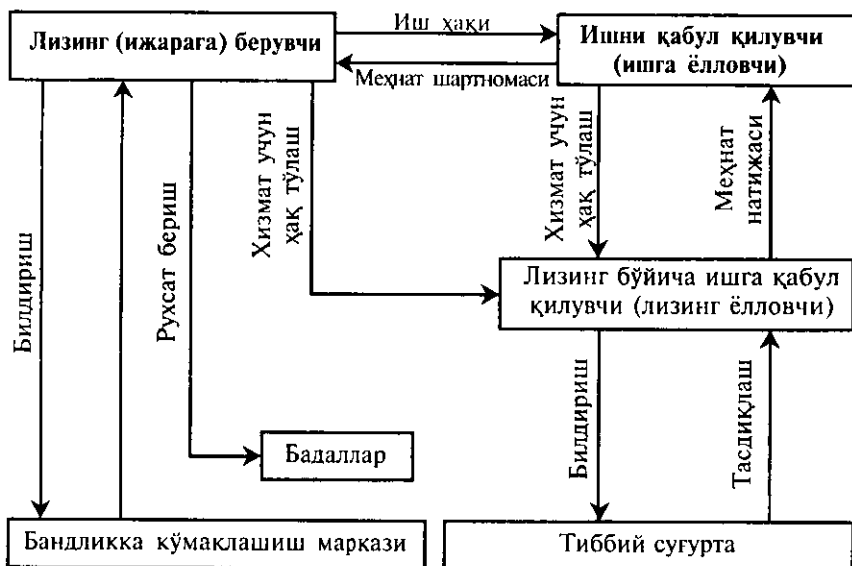 Лизинг (ижарага) берувчи
Иш ҳақи
Меҳнат шартномаси
Ишни қабул қилувчи
(ишга ёлловчи)
Билдириш
Рухсат бериш
Хизмат учун
ҳақ тўлаш
Хизмат учун
ҳақ тўлаш
Меҳнат
натижаси
Лизинг бўйича ишга қабул
қилувчи (лизинг ёлловчи)
Бадаллар
Билдириш
Тасдиқлаш
Бандликка кўмаклашиш маркази
Тиббий суғурта